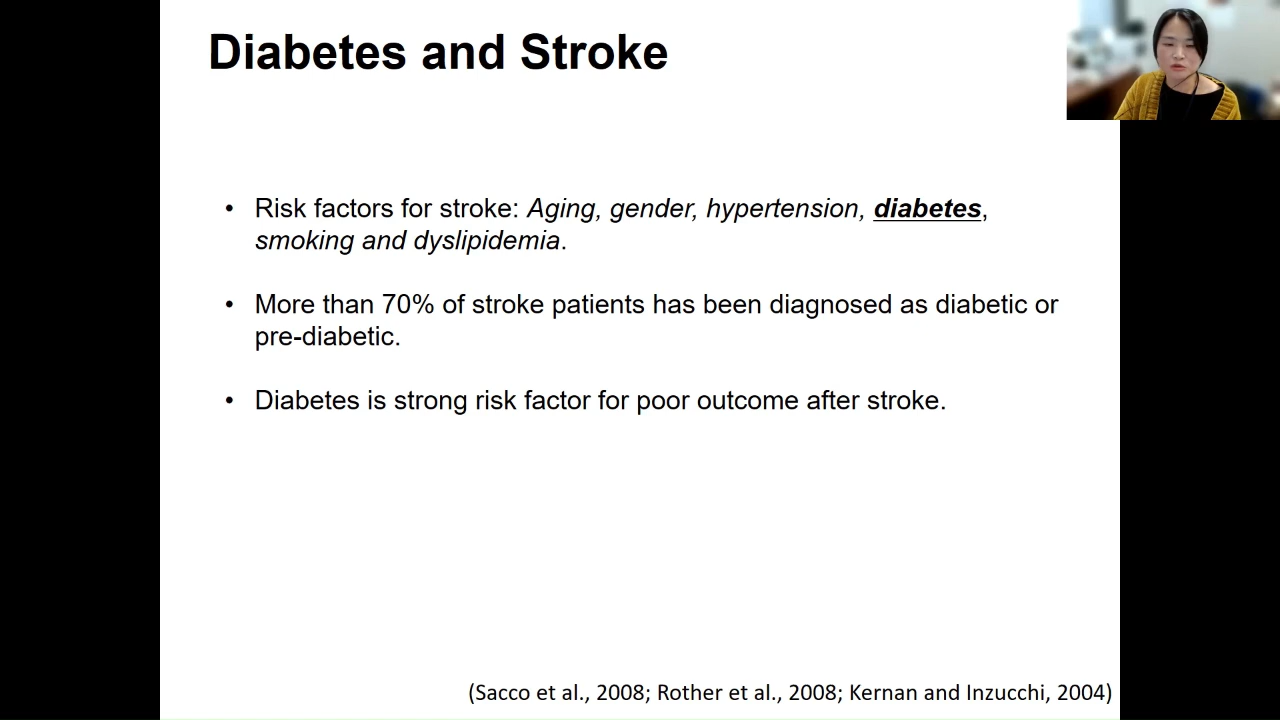 Diabetes and Stroke
• Risk factors for stroke: Aging, gender, hypertension, diabetes,
smoking and dyslipidemia.
• More than 70% of stroke patients has been diagnosed as diabetic or
pre-diabetic.
• Diabetes is strong risk factor for poor outcome after stroke.
(Sacco et al., 2008; Rother et al., 2008; Kernan and Inzucchi, 2004)